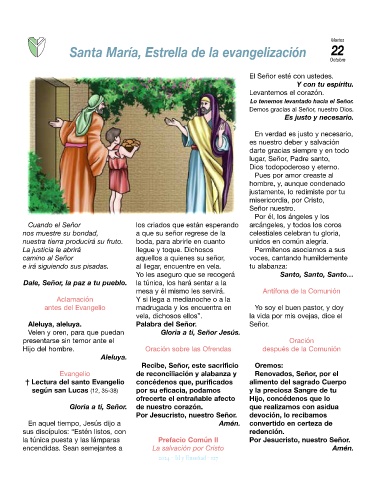 Martes
22
Octubre
Santa María, Estrella de la evangelización
Cuando el Señor
nos muestre su bondad,
nuestra tierra producirá su fruto.
La justicia le abrirá
camino al Señor
e irá siguiendo sus pisadas.
Dale, Señor, la paz a tu pueblo.
Aclamación
antes del Evangelio
Aleluya, aleluya.
Velen y oren, para que puedan
presentarse sin temor ante el
Hijo del hombre.
Aleluya.
Evangelio
† Lectura del santo Evangelio
según san Lucas (12, 35-38)
Gloria a ti, Señor.
En aquel tiempo, Jesús dijo a
sus discípulos: “Estén listos, con
la túnica puesta y las lámparas
encendidas. Sean semejantes a
los criados que están esperando
a que su señor regrese de la
boda, para abrirle en cuanto
llegue y toque. Dichosos
aquellos a quienes su señor,
al llegar, encuentre en vela.
Yo les aseguro que se recogerá
la túnica, los hará sentar a la
mesa y él mismo les servirá.
Y si llega a medianoche o a la
madrugada y los encuentra en
vela, dichosos ellos”.
Palabra del Señor.
Gloria a ti, Señor Jesús.
Oración sobre las Ofrendas
Recibe, Señor, este sacrificio
de reconciliación y alabanza y
concédenos que, purificados
por su eficacia, podamos
ofrecerte el entrañable afecto
de nuestro corazón.
Por Jesucristo, nuestro Señor.
Amén.
Prefacio Común II
La salvación por Cristo
El Señor esté con ustedes.
Y con tu espíritu.
Levantemos el corazón.
Lo tenemos levantado hacia el Señor.
Demos gracias al Señor, nuestro Dios.
Es justo y necesario.
En verdad es justo y necesario,
es nuestro deber y salvación
darte gracias siempre y en todo
lugar, Señor, Padre santo,
Dios todopoderoso y eterno.
Pues por amor creaste al
hombre, y, aunque condenado
justamente, lo redimiste por tu
misericordia, por Cristo,
Señor nuestro.
Por él, los ángeles y los
arcángeles, y todos los coros
celestiales celebran tu gloria,
unidos en común alegría.
Permítenos asociarnos a sus
voces, cantando humildemente
tu alabanza:
Santo, Santo, Santo...
Antífona de la Comunión
Yo soy el buen pastor, y doy
la vida por mis ovejas, dice el
Señor.
Oración
después de la Comunión
Oremos:
Renovados, Señor, por el
alimento del sagrado Cuerpo
y la preciosa Sangre de tu
Hijo, concédenos que lo
que realizamos con asidua
devoción, lo recibamos
convertido en certeza de
redención.
Por Jesucristo, nuestro Señor.
Amén.